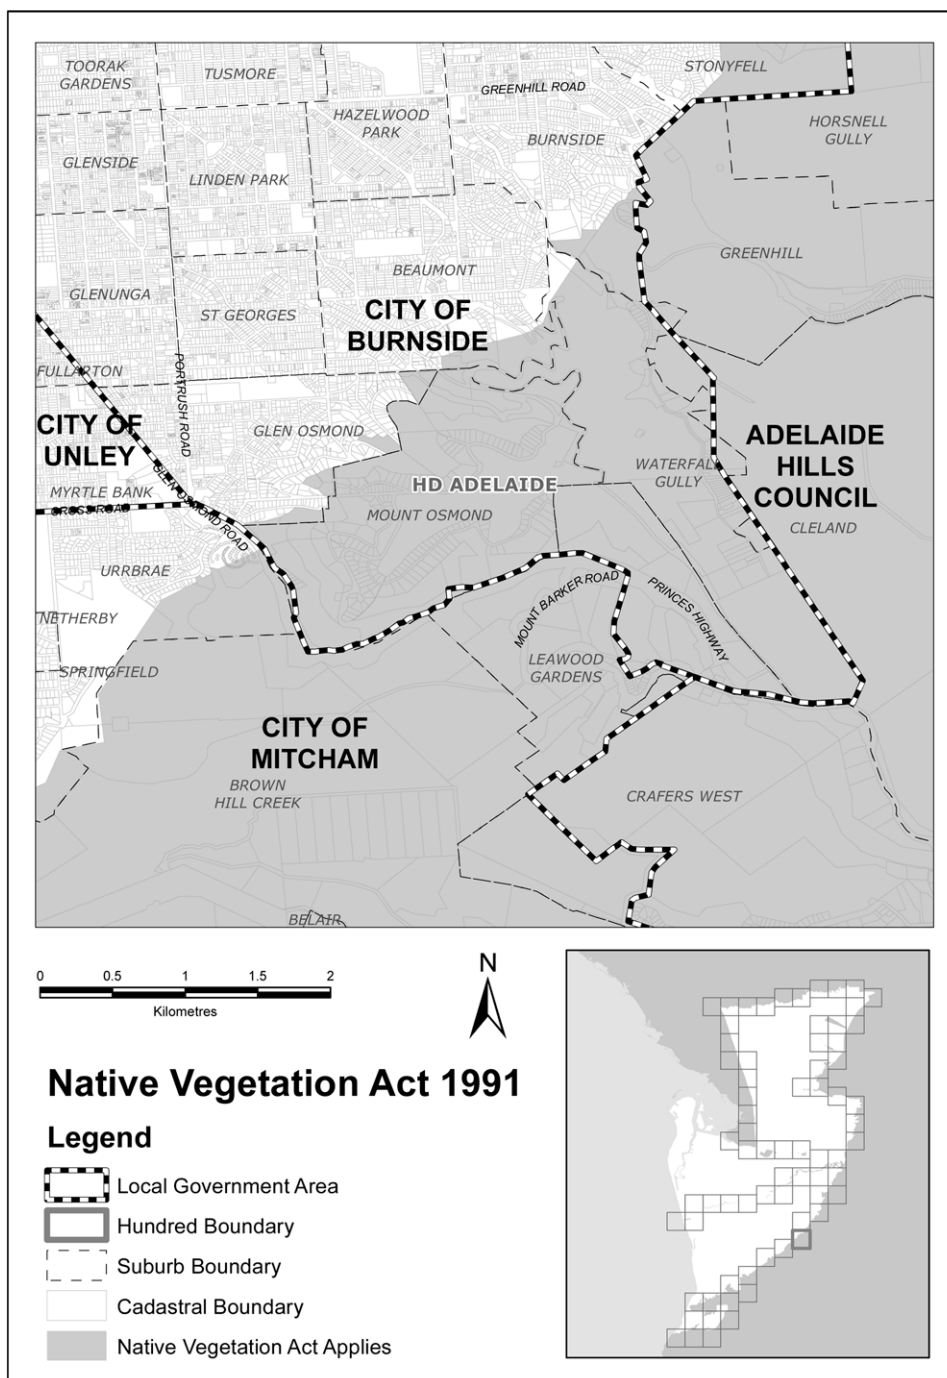 TOORAK
GARDENS
TUSMORE
STONYFELL
GREENHILL ROAD
HAZELWOOD
PARK
HORSNELL
GULLY
BURNSIDE
GLENSIDE
LINDEN PARK
GREENHILL
BEAUMONT
GLENUNGA
ST GEORGES
CITY OF
BURNSIDE
PORTRUSH ROAD
FULLARTON
CITY OF
UNLEY
GLEN OSMOND
ADELAIDE
HILLS
COUNCIL
WATERFALL
GULLY
HD ADELAIDE
MYRTLE BANK
CROSS ROAD
GLEN OSMOND ROAD
MOUNT OSMOND
CLELAND
URRBRAE
MOUNT BARKER ROAD
PRINCES HIGHWAY
NETHERBY
LEAWOOD
GARDENS
SPRINGFIELD
CITY OF
MITCHAM
BROWN
HILL CREEK
CRAFERS WEST
BELAIR
0 0.5 1 1.5 2
Kilometres
N
Native Vegetation Act 1991
Legend
Local Government Area
Hundred Boundary
Suburb Boundary
Cadastral Boundary
Native Vegetation Act Applies